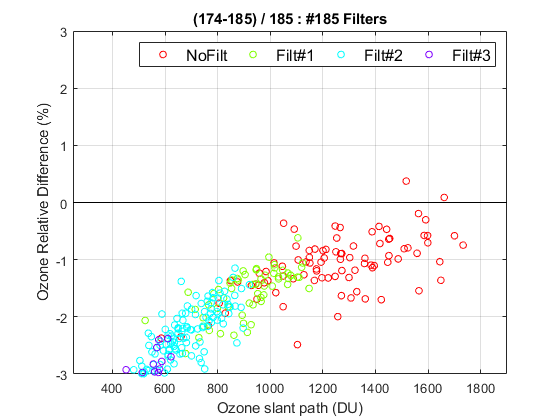 (174-185) / 185 : #185 Filters
NoFilt Filt#1 Filt#2 Filt#3
Ozone Relative Difference (%)
3
2
1
0
-1
-2
-3
400 600 800 1000 1200 1400 1600 1800
Ozone slant path (DU)